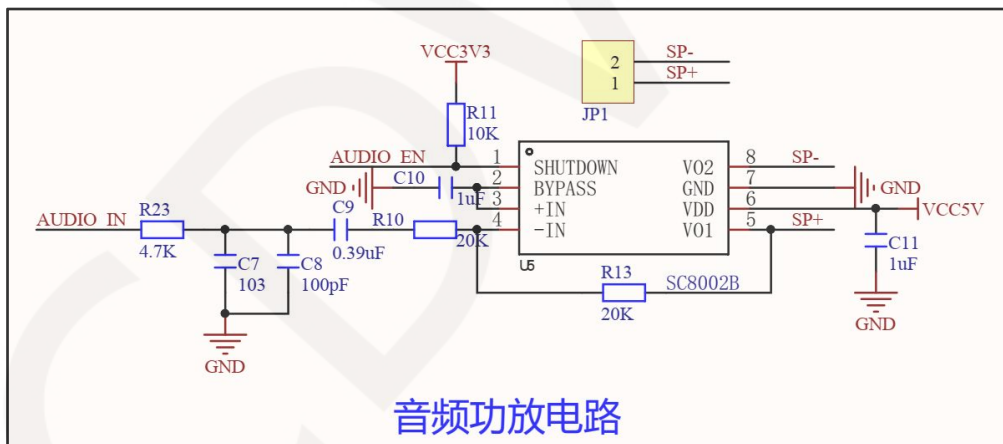 VCC3V3
SP-
2
SP+
1
JP1
R11
10K
AUDIO_EN
1
SHUTDOWN
VO2
8
SP-
GND
C10
2
BYPASS
GND
7
GND
1uF
3
+IN
VDD
6
VCC5V
AUDIO_IN
R23
C9
R10
4
-IN
VO1
5
SP+
4.7K
0.39uF
20K
C7
103
C8
100pF
U5
R13
SC8002B
20K
C11
1uF
GND
GND
音频功放电路